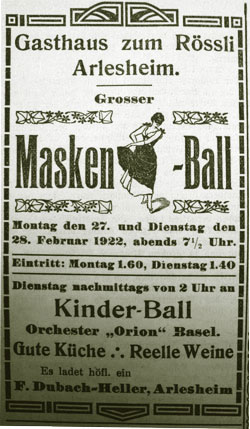 Gasthaus zum Rössli
Arlesheim.
Grosser
Masken-Ball
Montag den 27. und Dienstag den
28. Februar 1922, abends 7½ Uhr.
Eintritt: Montag 1.60, Dienstag 1.40
Dienstag nachmittags von 2 Uhr an
Kinder-Ball
Orchester „Orion" Basel.
Gute Küche ∴ Reelle Weine
Es ladet höfl. ein
F. Dubach-Heller, Arlesheim